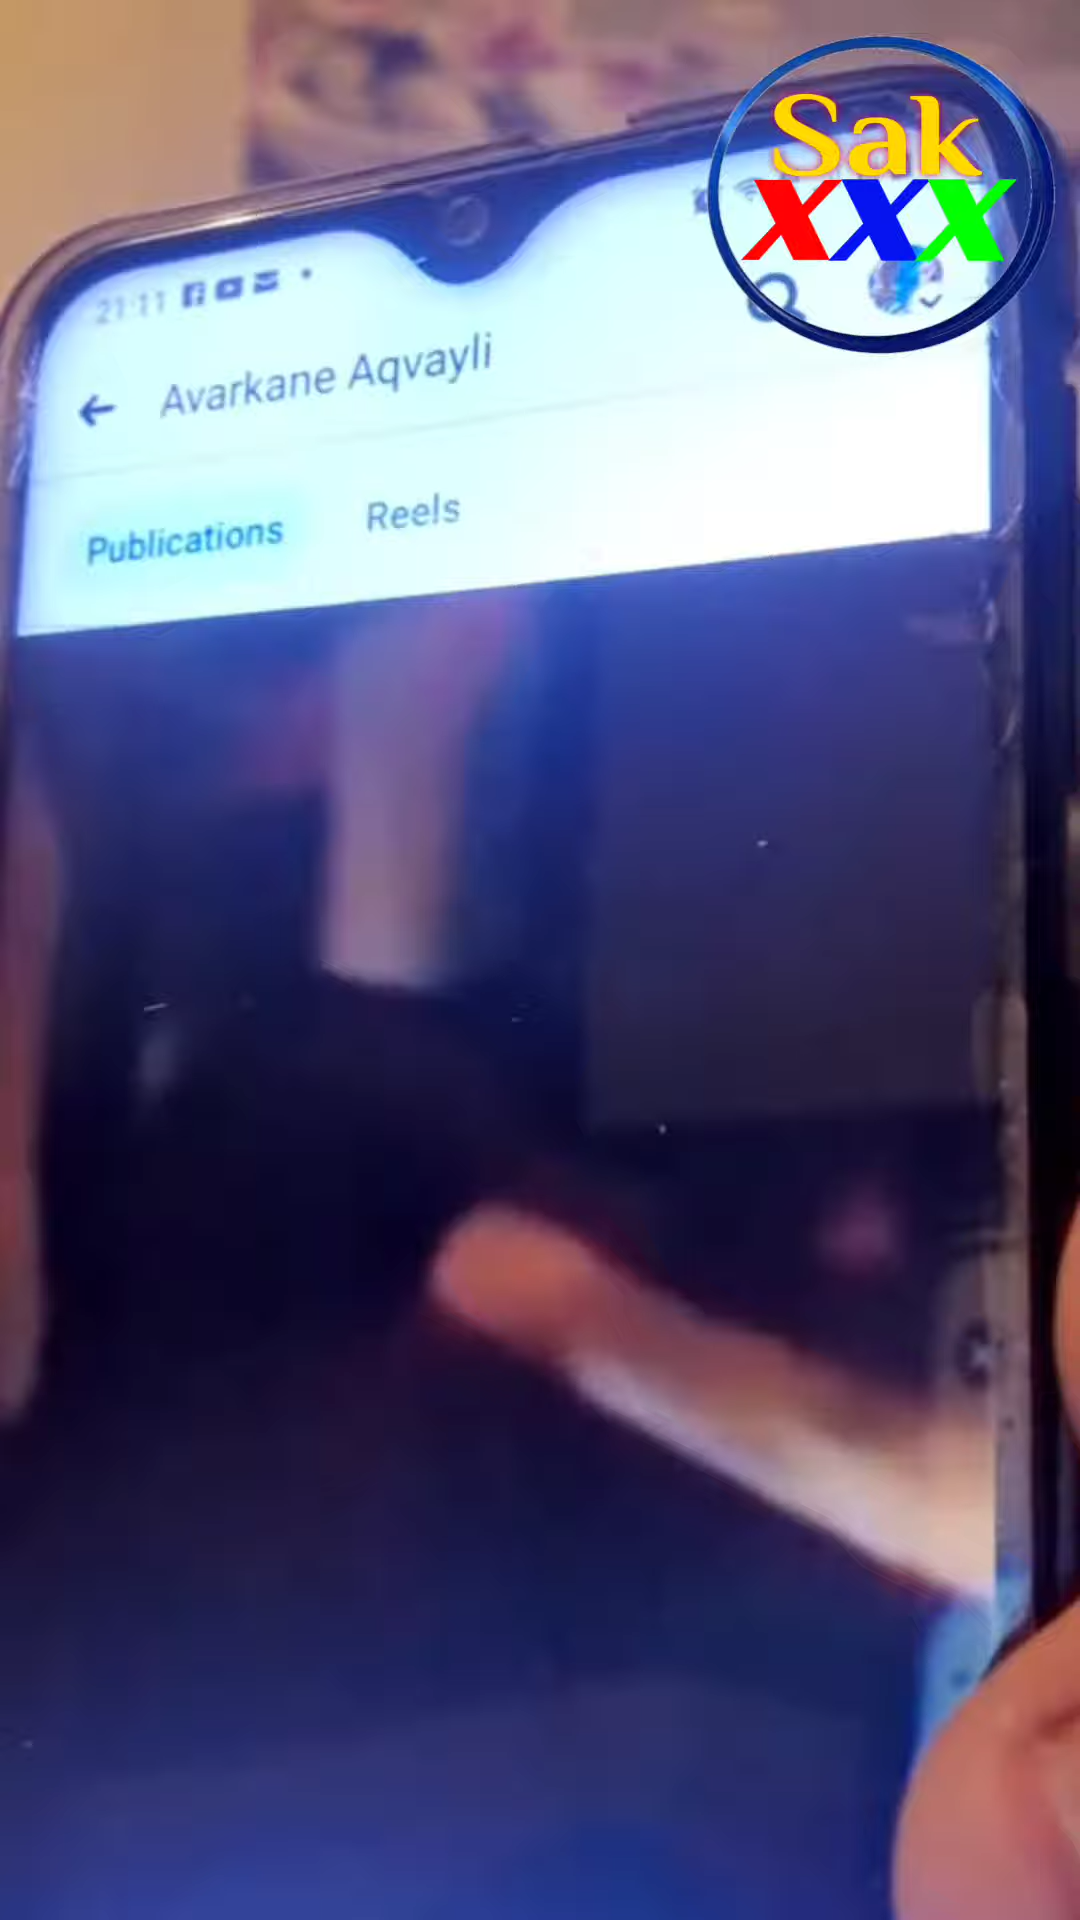 Sak
xxx
21:11
Avarkane Aqvayli
Publications
Reels